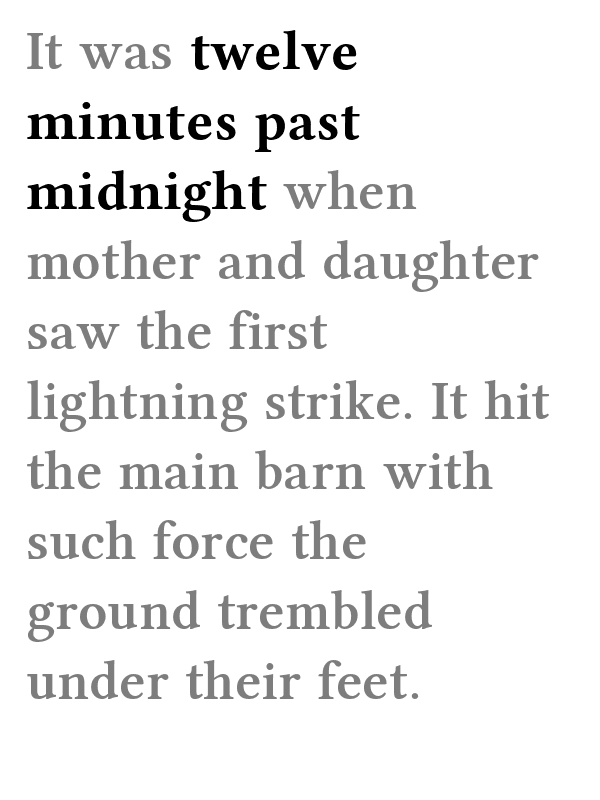 It was twelve
minutes past
midnight when
mother and daughter
saw the first
lightning strike. It hit
the main barn with
such force the
ground trembled
under their feet.